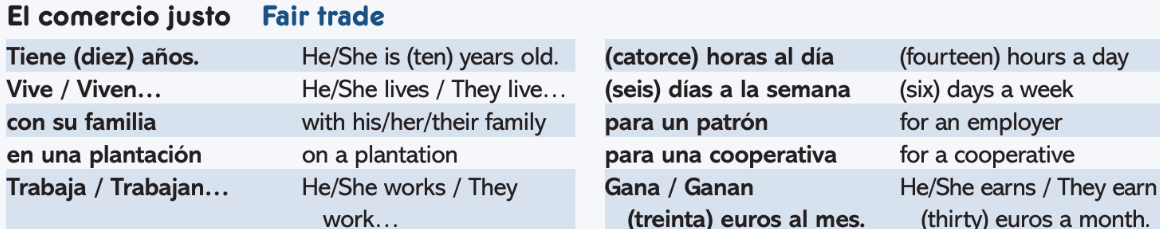 El comercio justo Fair trade
Tiene (diez) años. He/She is (ten) years old.
Vive / Viven... He/She lives / They live...
con su familia with his/her/their family
en una plantación on a plantation
Trabaja / Trabajan... He/She works / They
work...
(catorce) horas al día (fourteen) hours a day
(seis) días a la semana (six) days a week
para un patrón for an employer
para una cooperativa for a cooperative
Gana / Ganan He/She earns / They earn
(treinta) euros al mes. (thirty) euros a month.